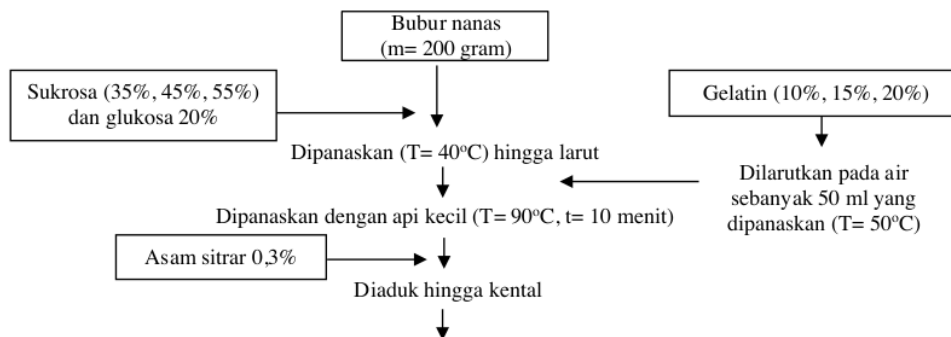 Bubur nanas
(m= 200 gram)
Sukrosa (35%, 45%, 55%)
dan glukosa 20%
Gelatin (10%, 15%, 20%)
Dipanaskan (T= 40°C) hingga larut
Dilarutkan pada air
sebanyak 50 ml yang
dipanaskan (T= 50°C)
Dipanaskan dengan api kecil (T= 90°C, t= 10 menit)
Asam sitrar 0,3%
Diaduk hingga kental